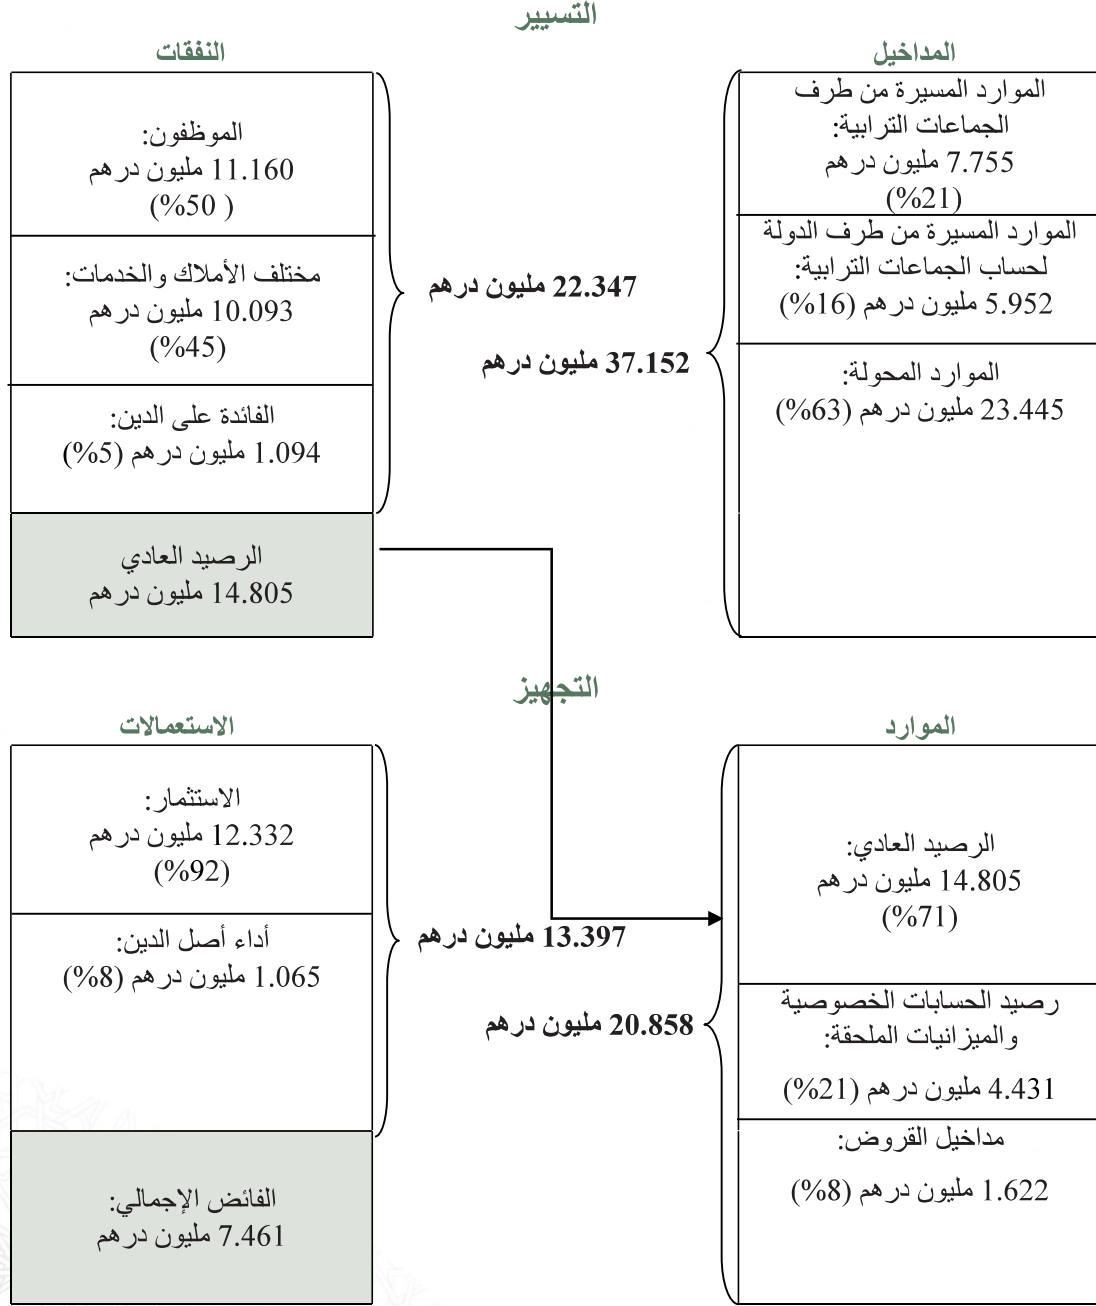 التسيير
المداخيل
الموارد المسيرة من طرف
الجماعات الترابية:
7.755 مليون درهم
(%21)
الموارد المسيرة من طرف الدولة
لحساب الجماعات الترابية:
5.952 مليون درهم (%16)
الموارد المحولة:
23.445 مليون درهم (%63)
37.152 مليون درهم
النفقات
الموظفون:
11.160 مليون درهم
(%50 )
مختلف الأملاك والخدمات:
10.093 مليون درهم
(%45)
الفائدة على الدين:
1.094 مليون درهم (%5)
22.347 مليون درهم
الرصيد العادي
14.805 مليون درهم
التجهيز
الموارد
الرصيد العادي:
14.805 مليون درهم
(%71)
رصيد الحسابات الخصوصية
والميزانيات الملحقة:
4.431 مليون درهم (%21)
مداخيل القروض:
1.622 مليون درهم (%8)
20.858 مليون درهم
الاستعمالات
الاستثمار:
12.332 مليون درهم
(%92)
أداء أصل الدين:
1.065 مليون درهم (%8)
13.397 مليون درهم
الفائض الإجمالي:
7.461 مليون درهم